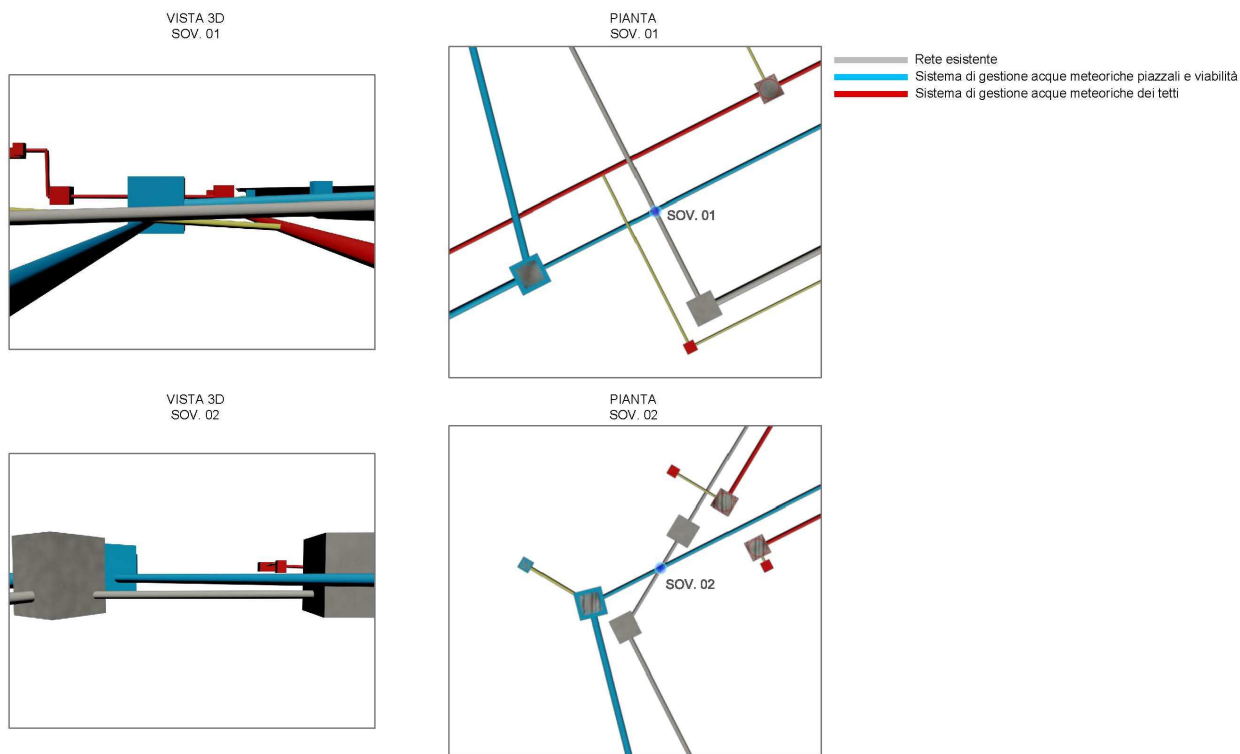 VISTA 3D
SOV. 01
PIANTA
SOV. 01
SOV. 01
Rete esistente
Sistema di gestione acque meteoriche piazzali e viabilità
Sistema di gestione acque meteoriche dei tetti
VISTA 3D
SOV. 02
PIANTA
SOV. 02
SOV. 02